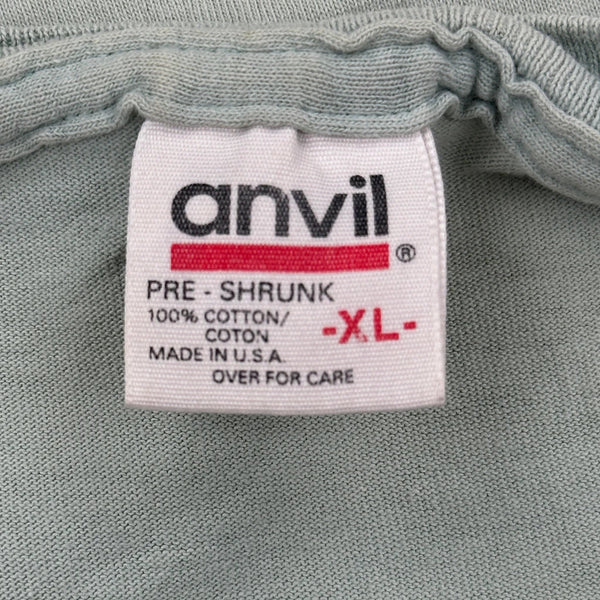 anvil
®
PRE - SHRUNK
100% COTTON/
COTON
-XL-
MADE IN U.S.A.
OVER FOR CARE